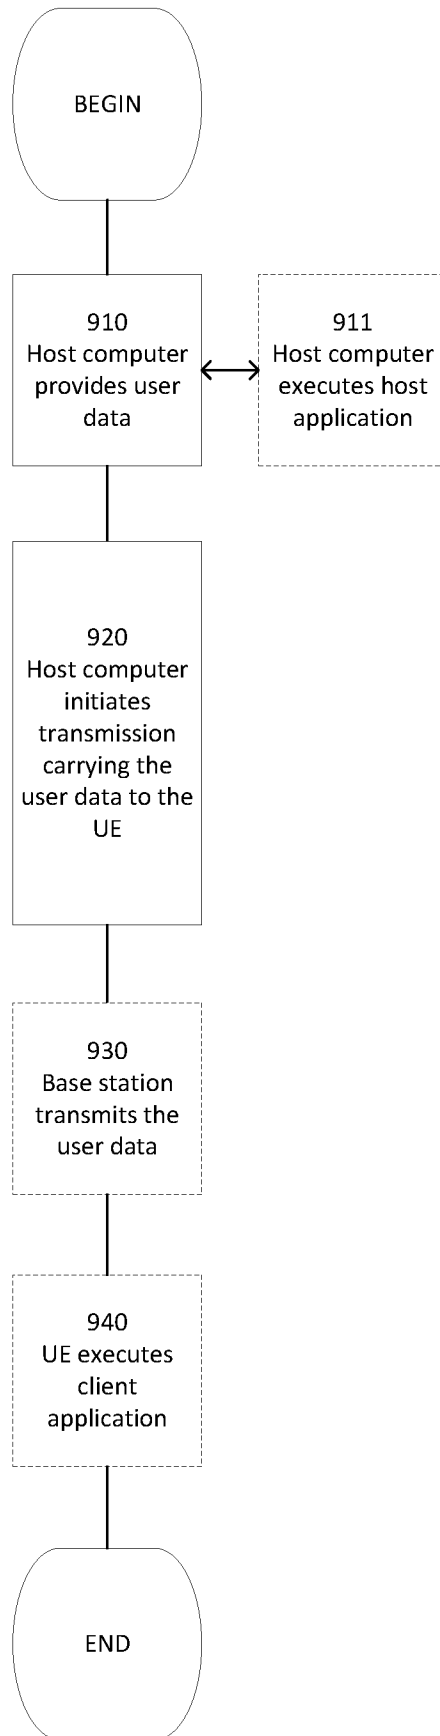 BEGIN
910
Host computer
provides user
data
911
Host computer
executes host
application
920
Host computer
initiates
transmission
carrying the
user data to the
UE
930
Base station
transmits the
user data
940
UE executes
client
application
END